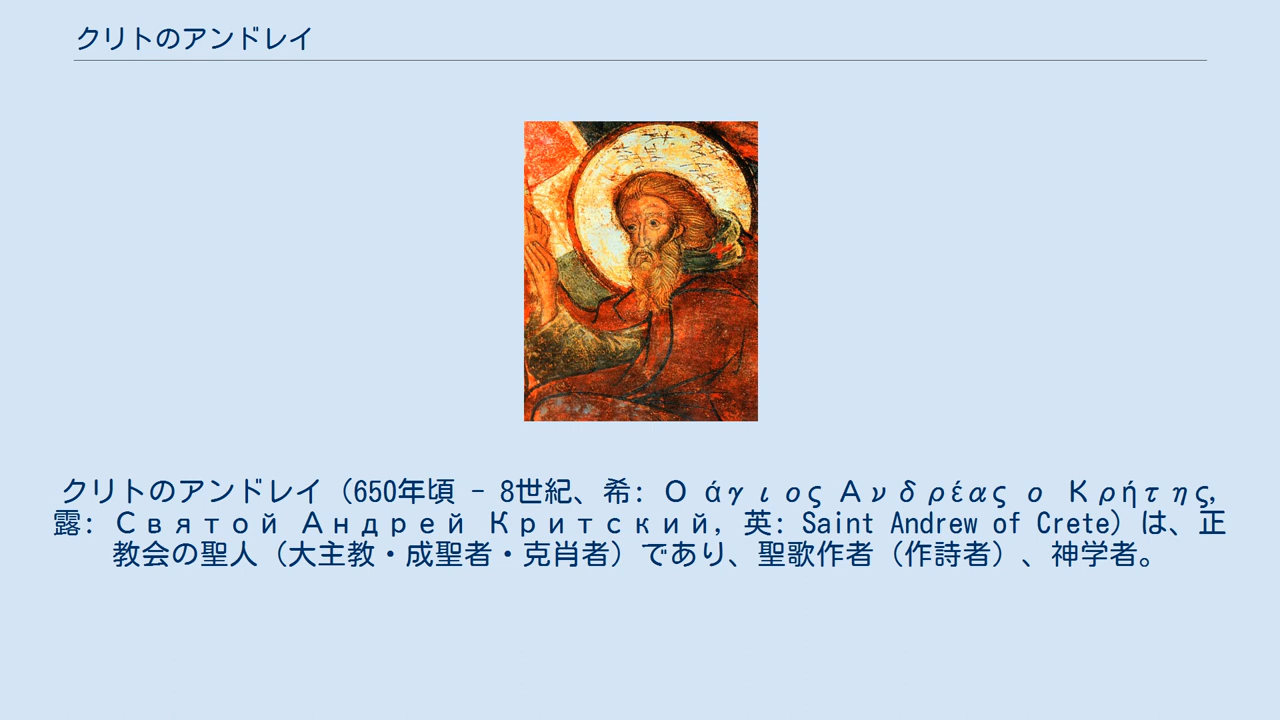 クリトのアンドレイ
クリトのアンドレイ（650年頃 - 8世紀、希: Ο άγιος Ανδρέας ο Κρήτης,
露: Святой Андрей Критский, 英: Saint Andrew of Crete）は、正
教会の聖人（大主教・成聖者・克肖者）であり、聖歌作者（作詩者）、神学者。